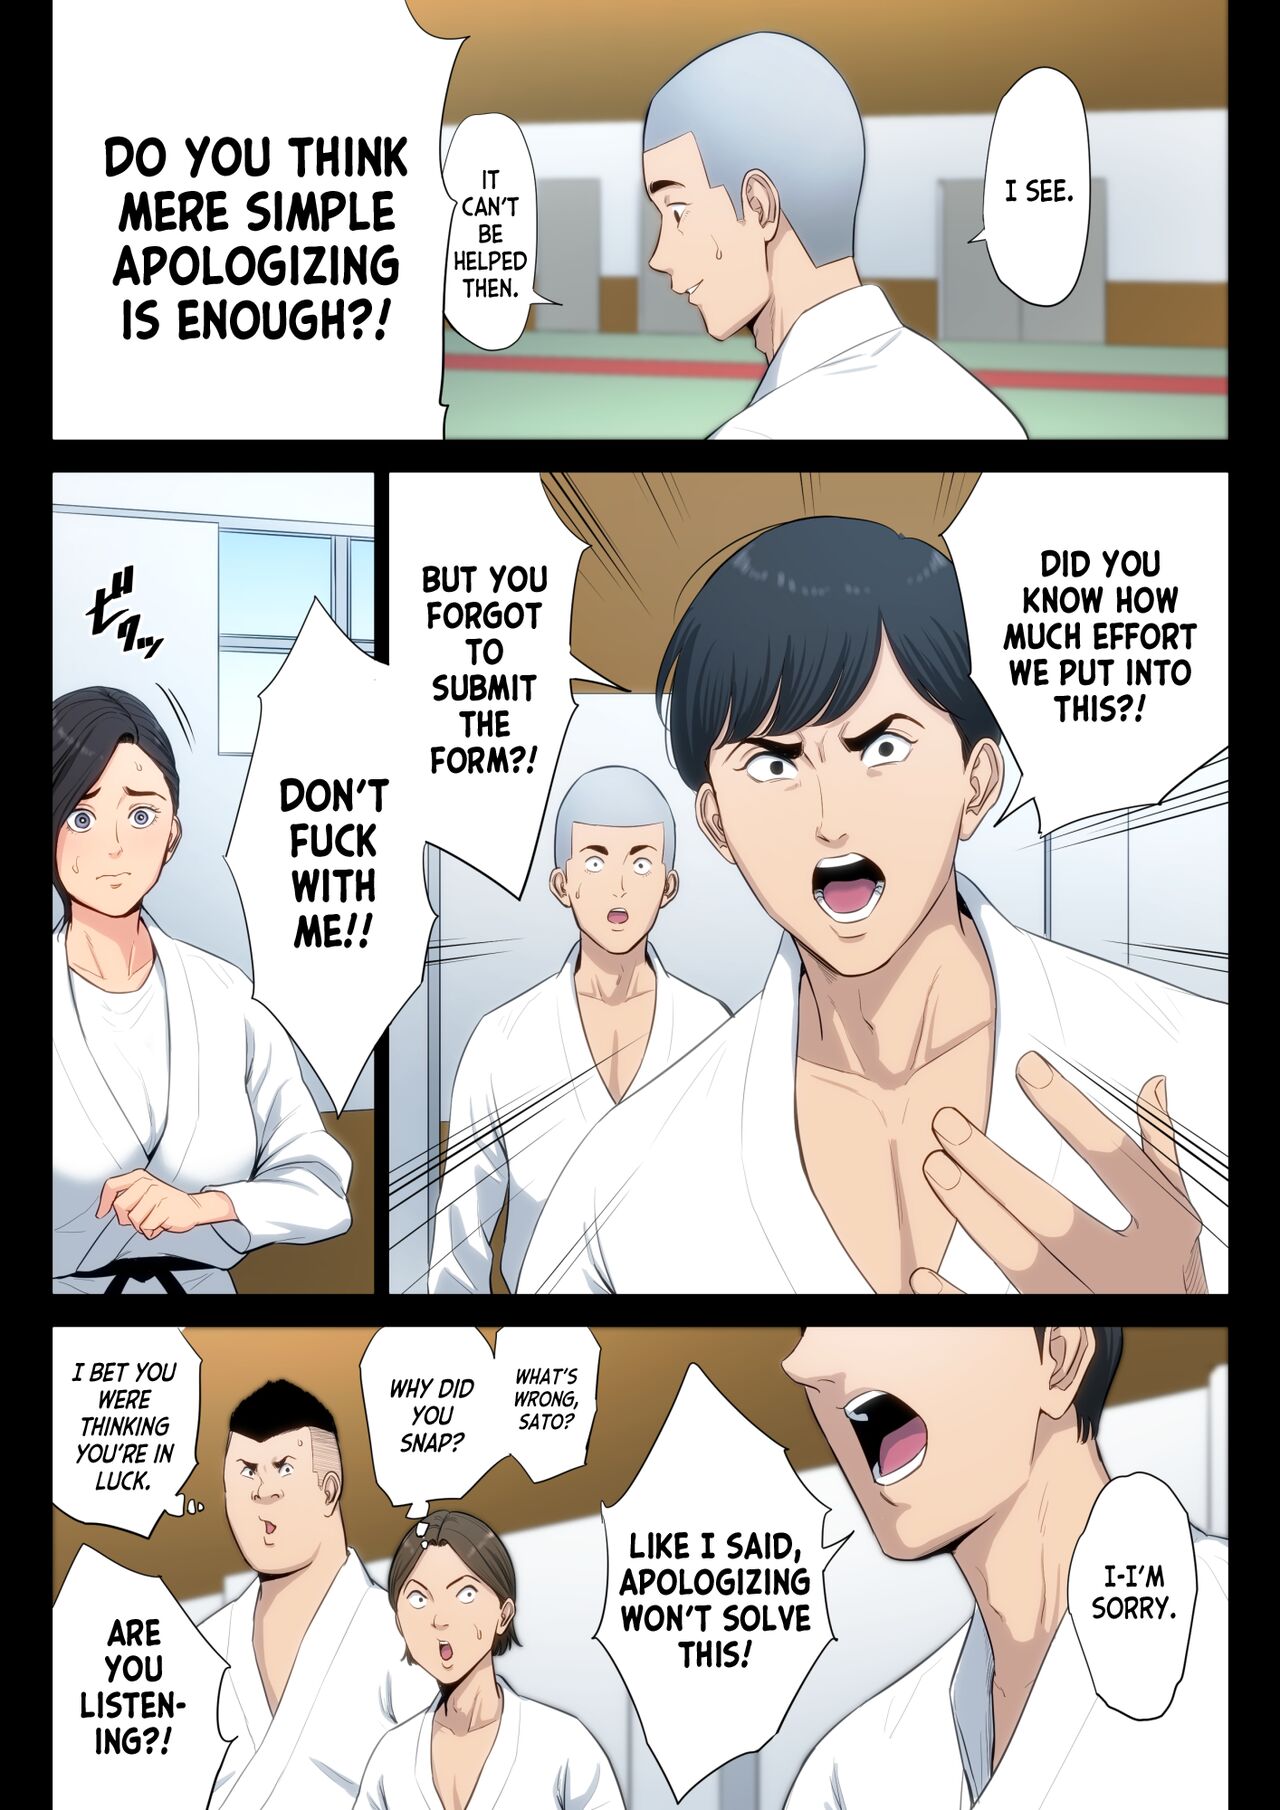 I SEE.
IT
CAN'T
BE
HELPED
THEN.
DO YOU THINK
MERE SIMPLE
APOLOGIZING
IS ENOUGH?!
DID YOU
KNOW HOW
MUCH EFFORT
WE PUT INTO
THIS?!
BUT YOU
FORGOT
TO
SUBMIT
THE
FORM?!
DON'T
FUCK
WITH
ME!!
ビクッ
I-I'M
SORRY.
LIKE I SAID,
APOLOGIZING
WON'T SOLVE
THIS!
WHAT'S
WRONG,
SATO?
WHY DID
YOU
SNAP?
I BET YOU
WERE
THINKING
YOU'RE IN
LUCK.
ARE
YOU
LISTEN-
ING?!